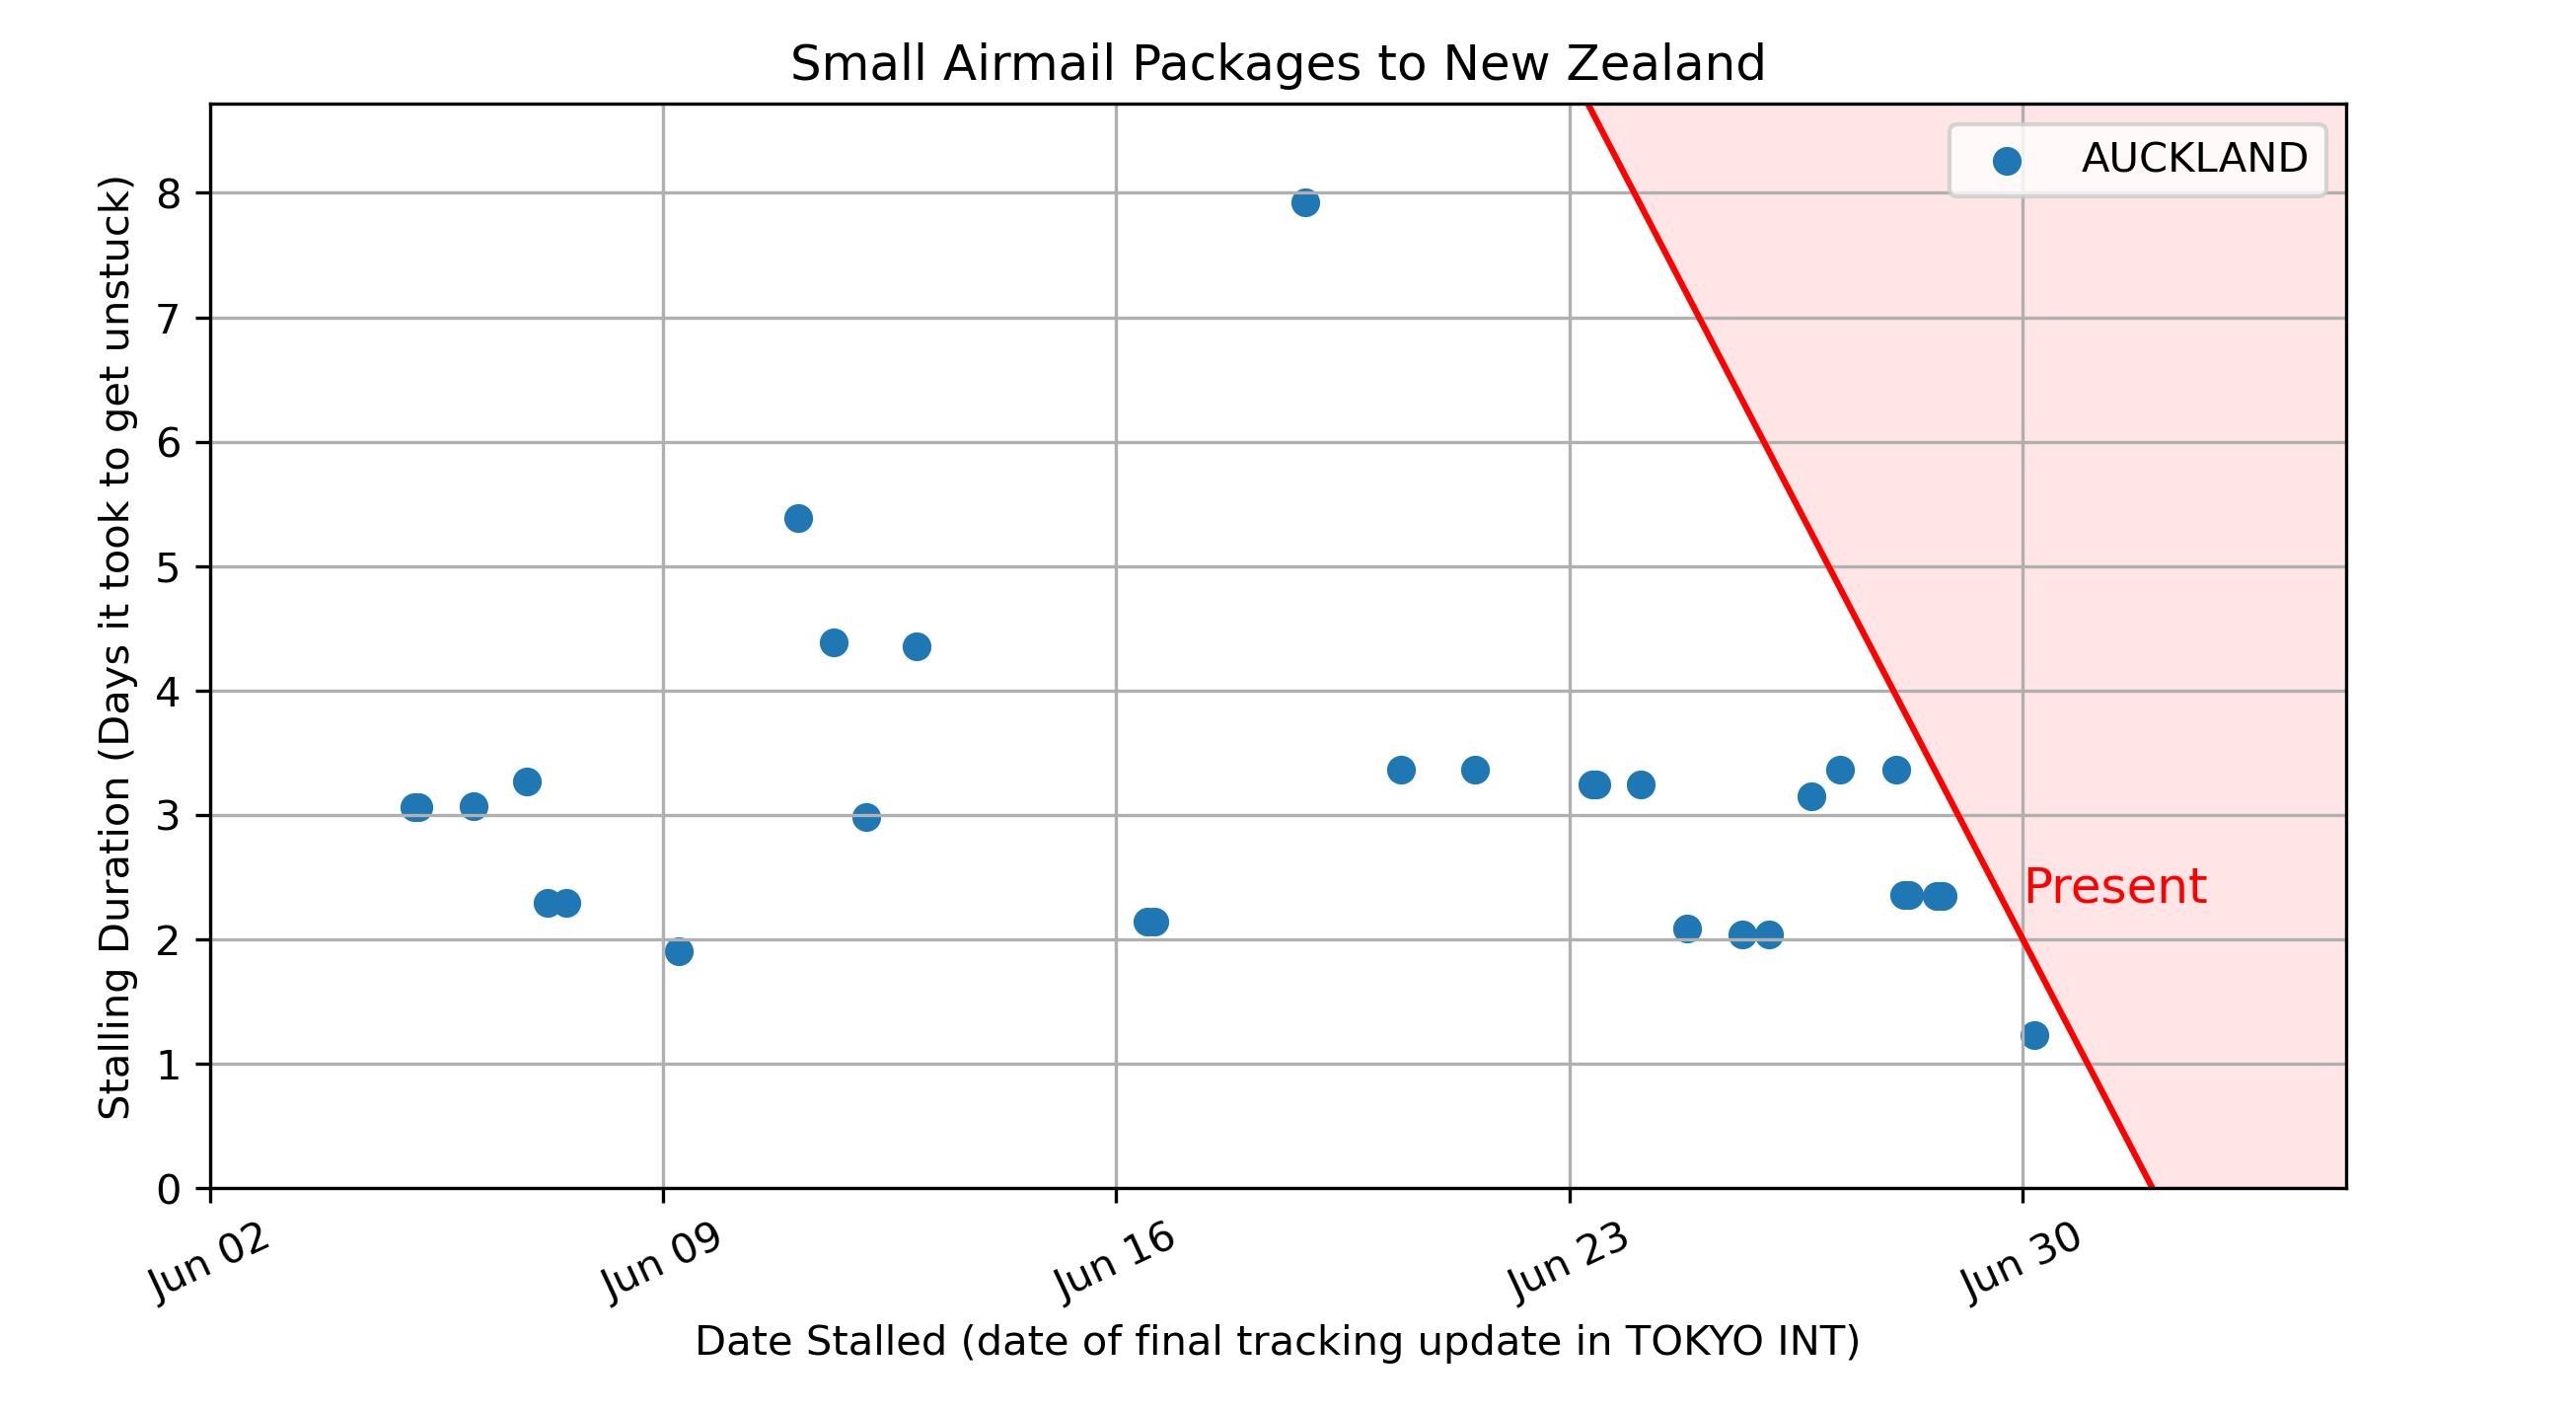 Small Airmail Packages to New Zealand
AUCKLAND
Stalling Duration (Days it took to get unstuck)
8
7
6
5
4
3
2
1
0
Present
Jun 02
Jun 09
Jun 16
Jun 23
Jun 30
Date Stalled (date of final tracking update in TOKYO INT)